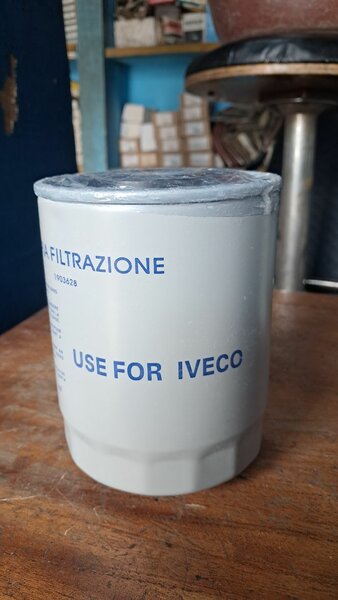 A FILTRAZIONE
1903628
USE FOR IVECO